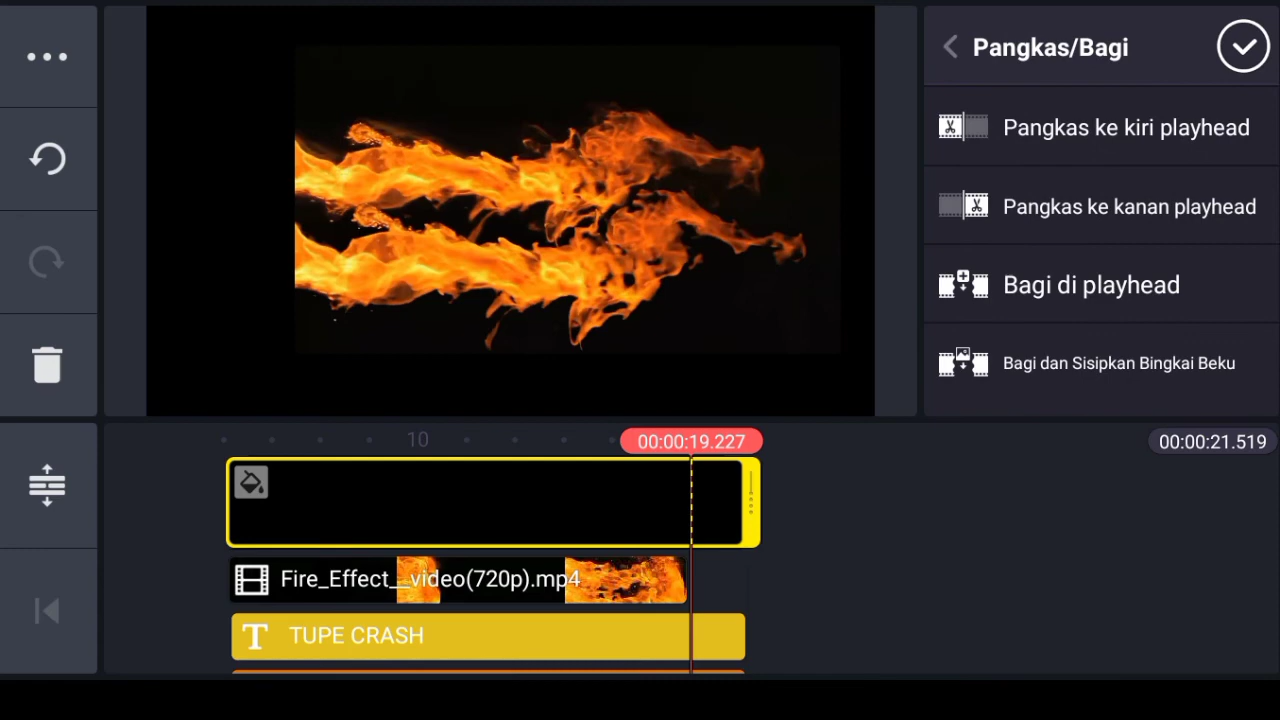 Pangkas/Bagi
Pangkas ke kiri playhead
Pangkas ke kanan playhead
Bagi di playhead
Bagi dan Sisipkan Bingkai Beku
10
00:00:19.227
00:00:21.519
Fire_Effect__video(720p).mp4
T TUPE CRASH